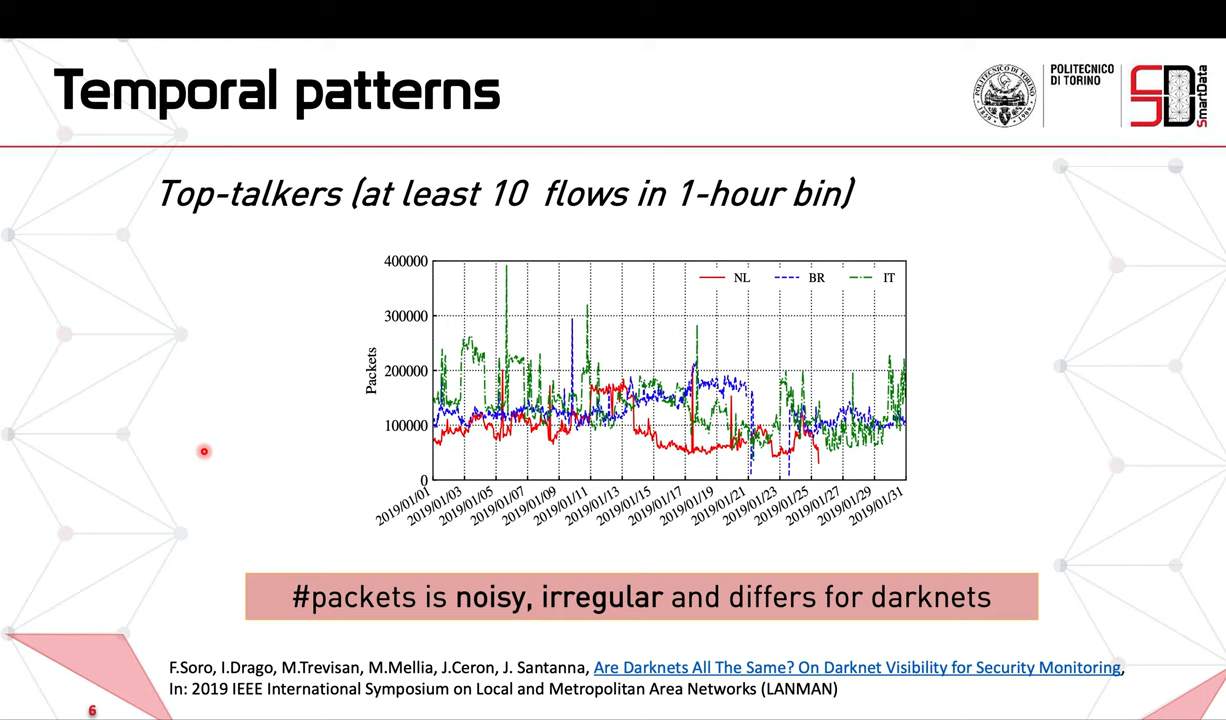 Temporal patterns
POLITECNICO
DI TORINO
SmartData
POLITECNICO DI TORINO
1859
Top-talkers (at least 10 flows in 1-hour bin)
NL BR IT
400000
300000
200000
100000
0
Packets
2019/01/01 2019/01/03 2019/01/05 2019/01/07 2019/01/09 2019/01/11 2019/01/13 2019/01/15 2019/01/17 2019/01/19 2019/01/21 2019/01/23 2019/01/25 2019/01/27 2019/01/29 2019/01/31
#packets is noisy, irregular and differs for darknets
F.Soro, I.Drago, M.Trevisan, M.Mellia, J.Ceron, J. Santanna, Are Darknets All The Same? On Darknet Visibility for Security Monitoring,
In: 2019 IEEE International Symposium on Local and Metropolitan Area Networks (LANMAN)
6